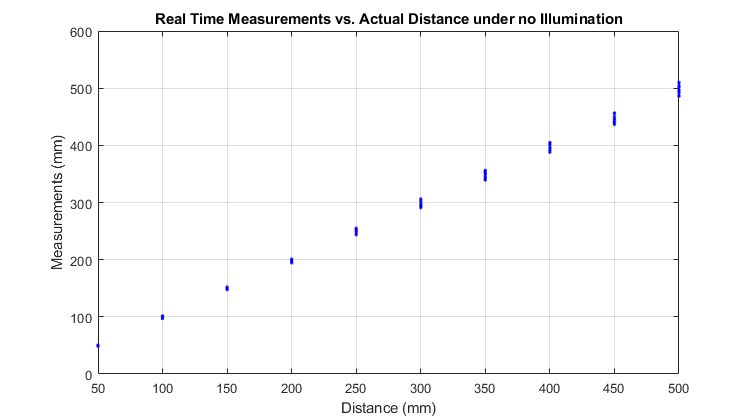 Real Time Measurements vs. Actual Distance under no Illumination
600
500
400
300
200
100
0
Measurements (mm)
50 100 150 200 250 300 350 400 450 500
Distance (mm)